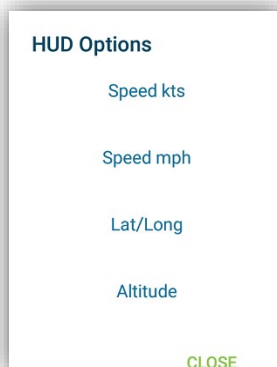 HUD Options
Speed kts
Speed mph
Lat/Long
Altitude
CLOSE